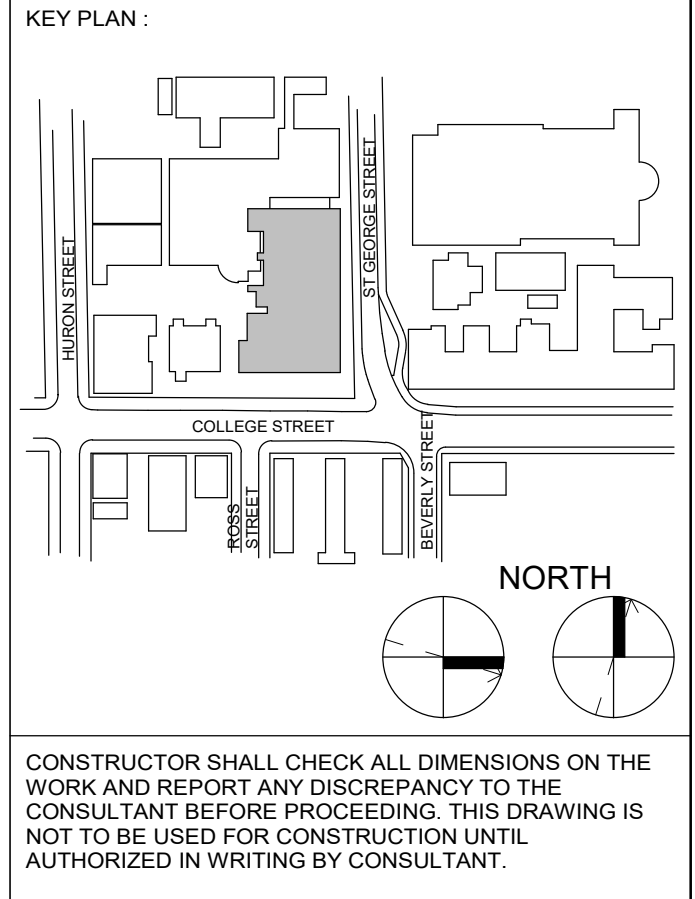 KEY PLAN :
HURON STREET
ST GEORGE STREET
COLLEGE STREET
ROSS
STREET
BEVERLY STREET
NORTH
CONSTRUCTOR SHALL CHECK ALL DIMENSIONS ON THE
WORK AND REPORT ANY DISCREPANCY TO THE
CONSULTANT BEFORE PROCEEDING. THIS DRAWING IS
NOT TO BE USED FOR CONSTRUCTION UNTIL
AUTHORIZED IN WRITING BY CONSULTANT.